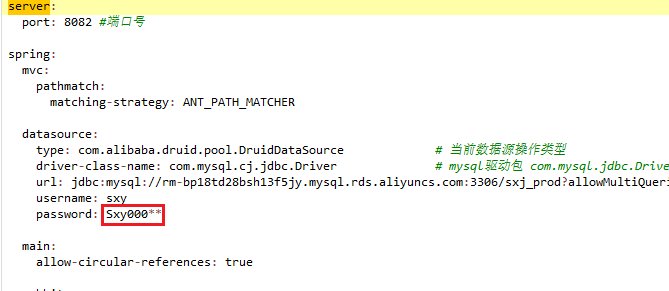 server:
port: 8082 #端口号
spring:
mvc:
pathmatch:
matching-strategy: ANT_PATH_MATCHER
datasource:
type: com.alibaba.druid.pool.DruidDataSource # 当前数据源操作类型
driver-class-name: com.mysql.cj.jdbc.Driver # mysql驱动包 com.mysql.jdbc.Drive
url: jdbc:mysql://rm-bp18td28bsh13f5jy.mysql.rds.aliyuncs.com:3306/sxj_prod?allowMultiQueri
username: sxy
password: Sxy000**
main:
allow-circular-references: true